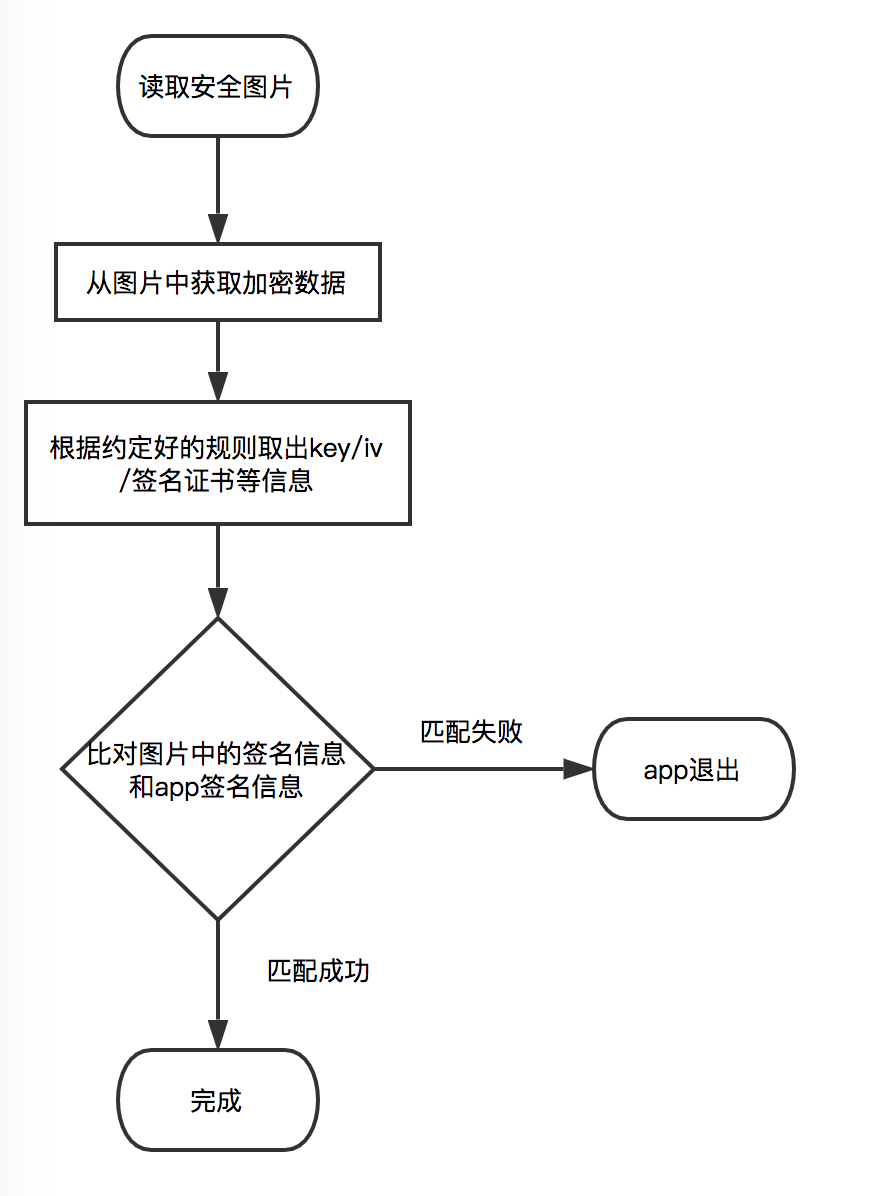 读取安全图片
从图片中获取加密数据
根据约定好的规则取出key/iv
/签名证书等信息
比对图片中的签名信息
和app签名信息
匹配失败
app退出
匹配成功
完成